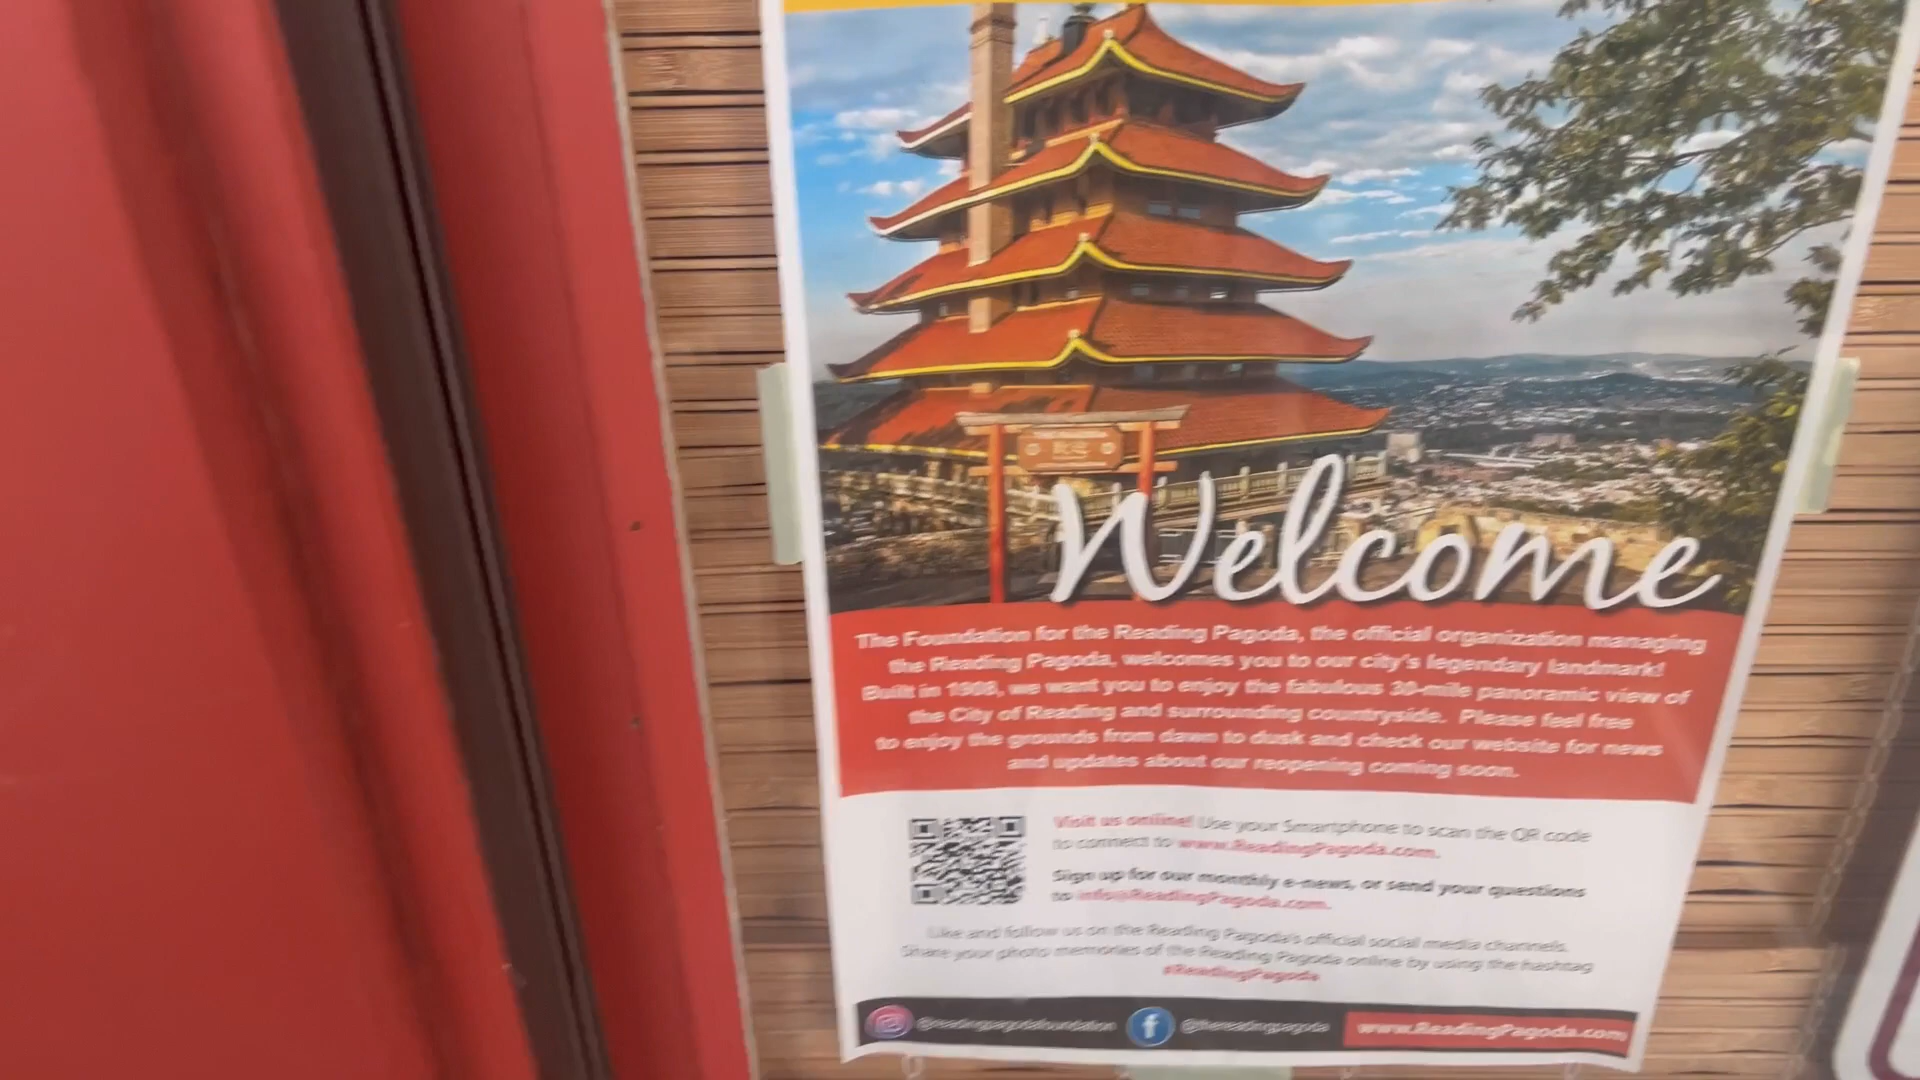 Welcome
The Foundation for the Reading Pagoda, the official organization managing
the Reading Pagoda, welcomes you to our city's legendary landmark!
Built in 1908, we want you to enjoy the fabulous 30-mile panoramic view of
the City of Reading and surrounding countryside. Please feel free
to enjoy the grounds from dawn to dusk and check our website for news
and updates about our reopening coming soon.
Visit us online! Use your Smartphone to scan the QR code
to connect to www.ReadingPagoda.com.
Sign up for our monthly e-news, or send your questions
to info@ReadingPagoda.com.
Like and follow us on the Reading Pagoda's official social media channels.
Share your photo memories of the Reading Pagoda online by using the hashtag
#ReadingPagoda
@readingpagodafoundation @thereadingpagoda www.ReadingPagoda.com